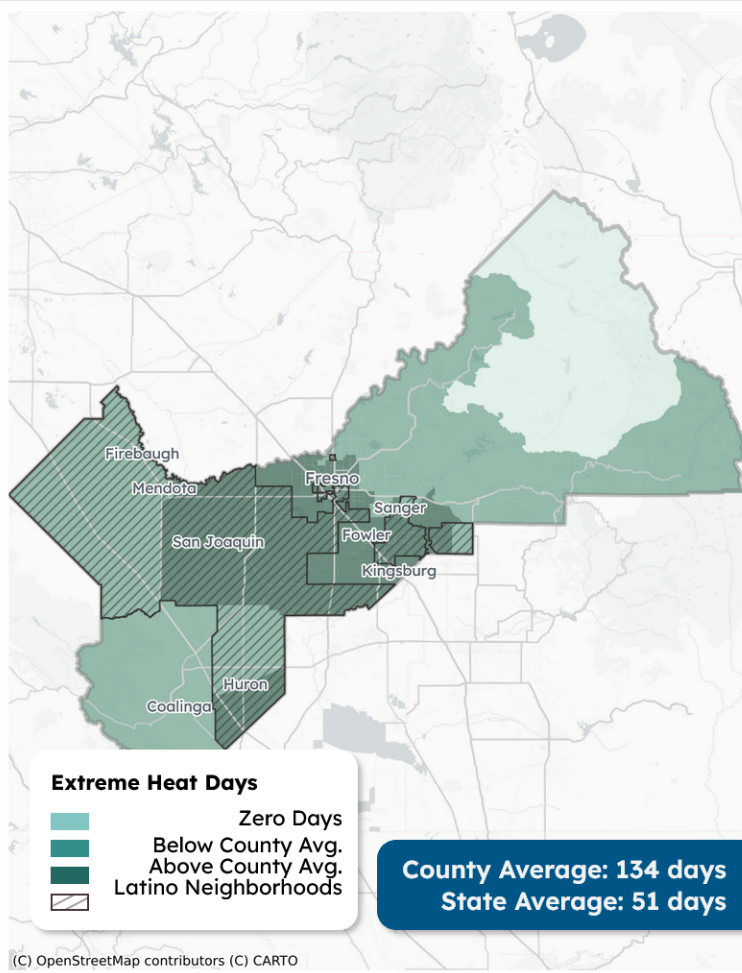 Firebaugh
Mendota
Fresno
Sanger
San Joaquin
Fowler
Kingsburg
Huron
Coalinga
Extreme Heat Days
Zero Days
Below County Avg.
Above County Avg.
Latino Neighborhoods
County Average: 134 days
State Average: 51 days
(C) OpenStreetMap contributors (C) CARTO